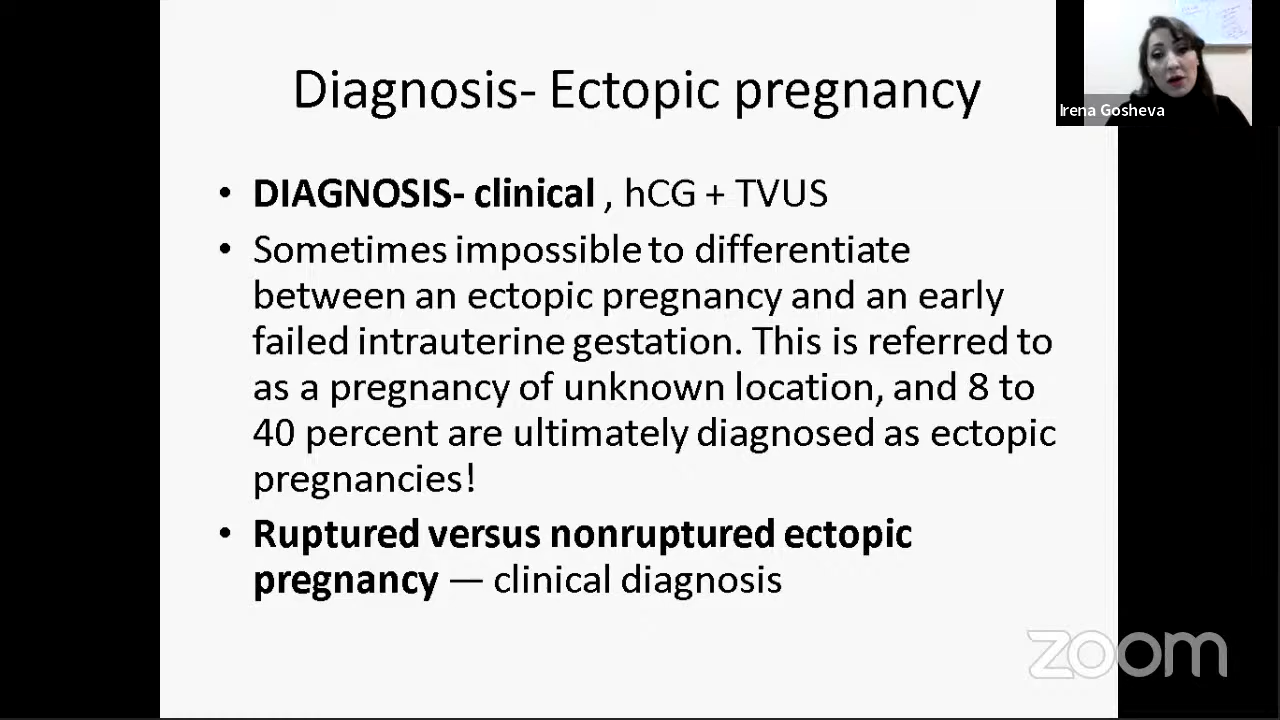 Diagnosis- Ectopic pregnancy
Irena Gosheva
• DIAGNOSIS- clinical , hCG + TVUS
• Sometimes impossible to differentiate
between an ectopic pregnancy and an early
failed intrauterine gestation. This is referred to
as a pregnancy of unknown location, and 8 to
40 percent are ultimately diagnosed as ectopic
pregnancies!
• Ruptured versus nonruptured ectopic
pregnancy — clinical diagnosis
zoom